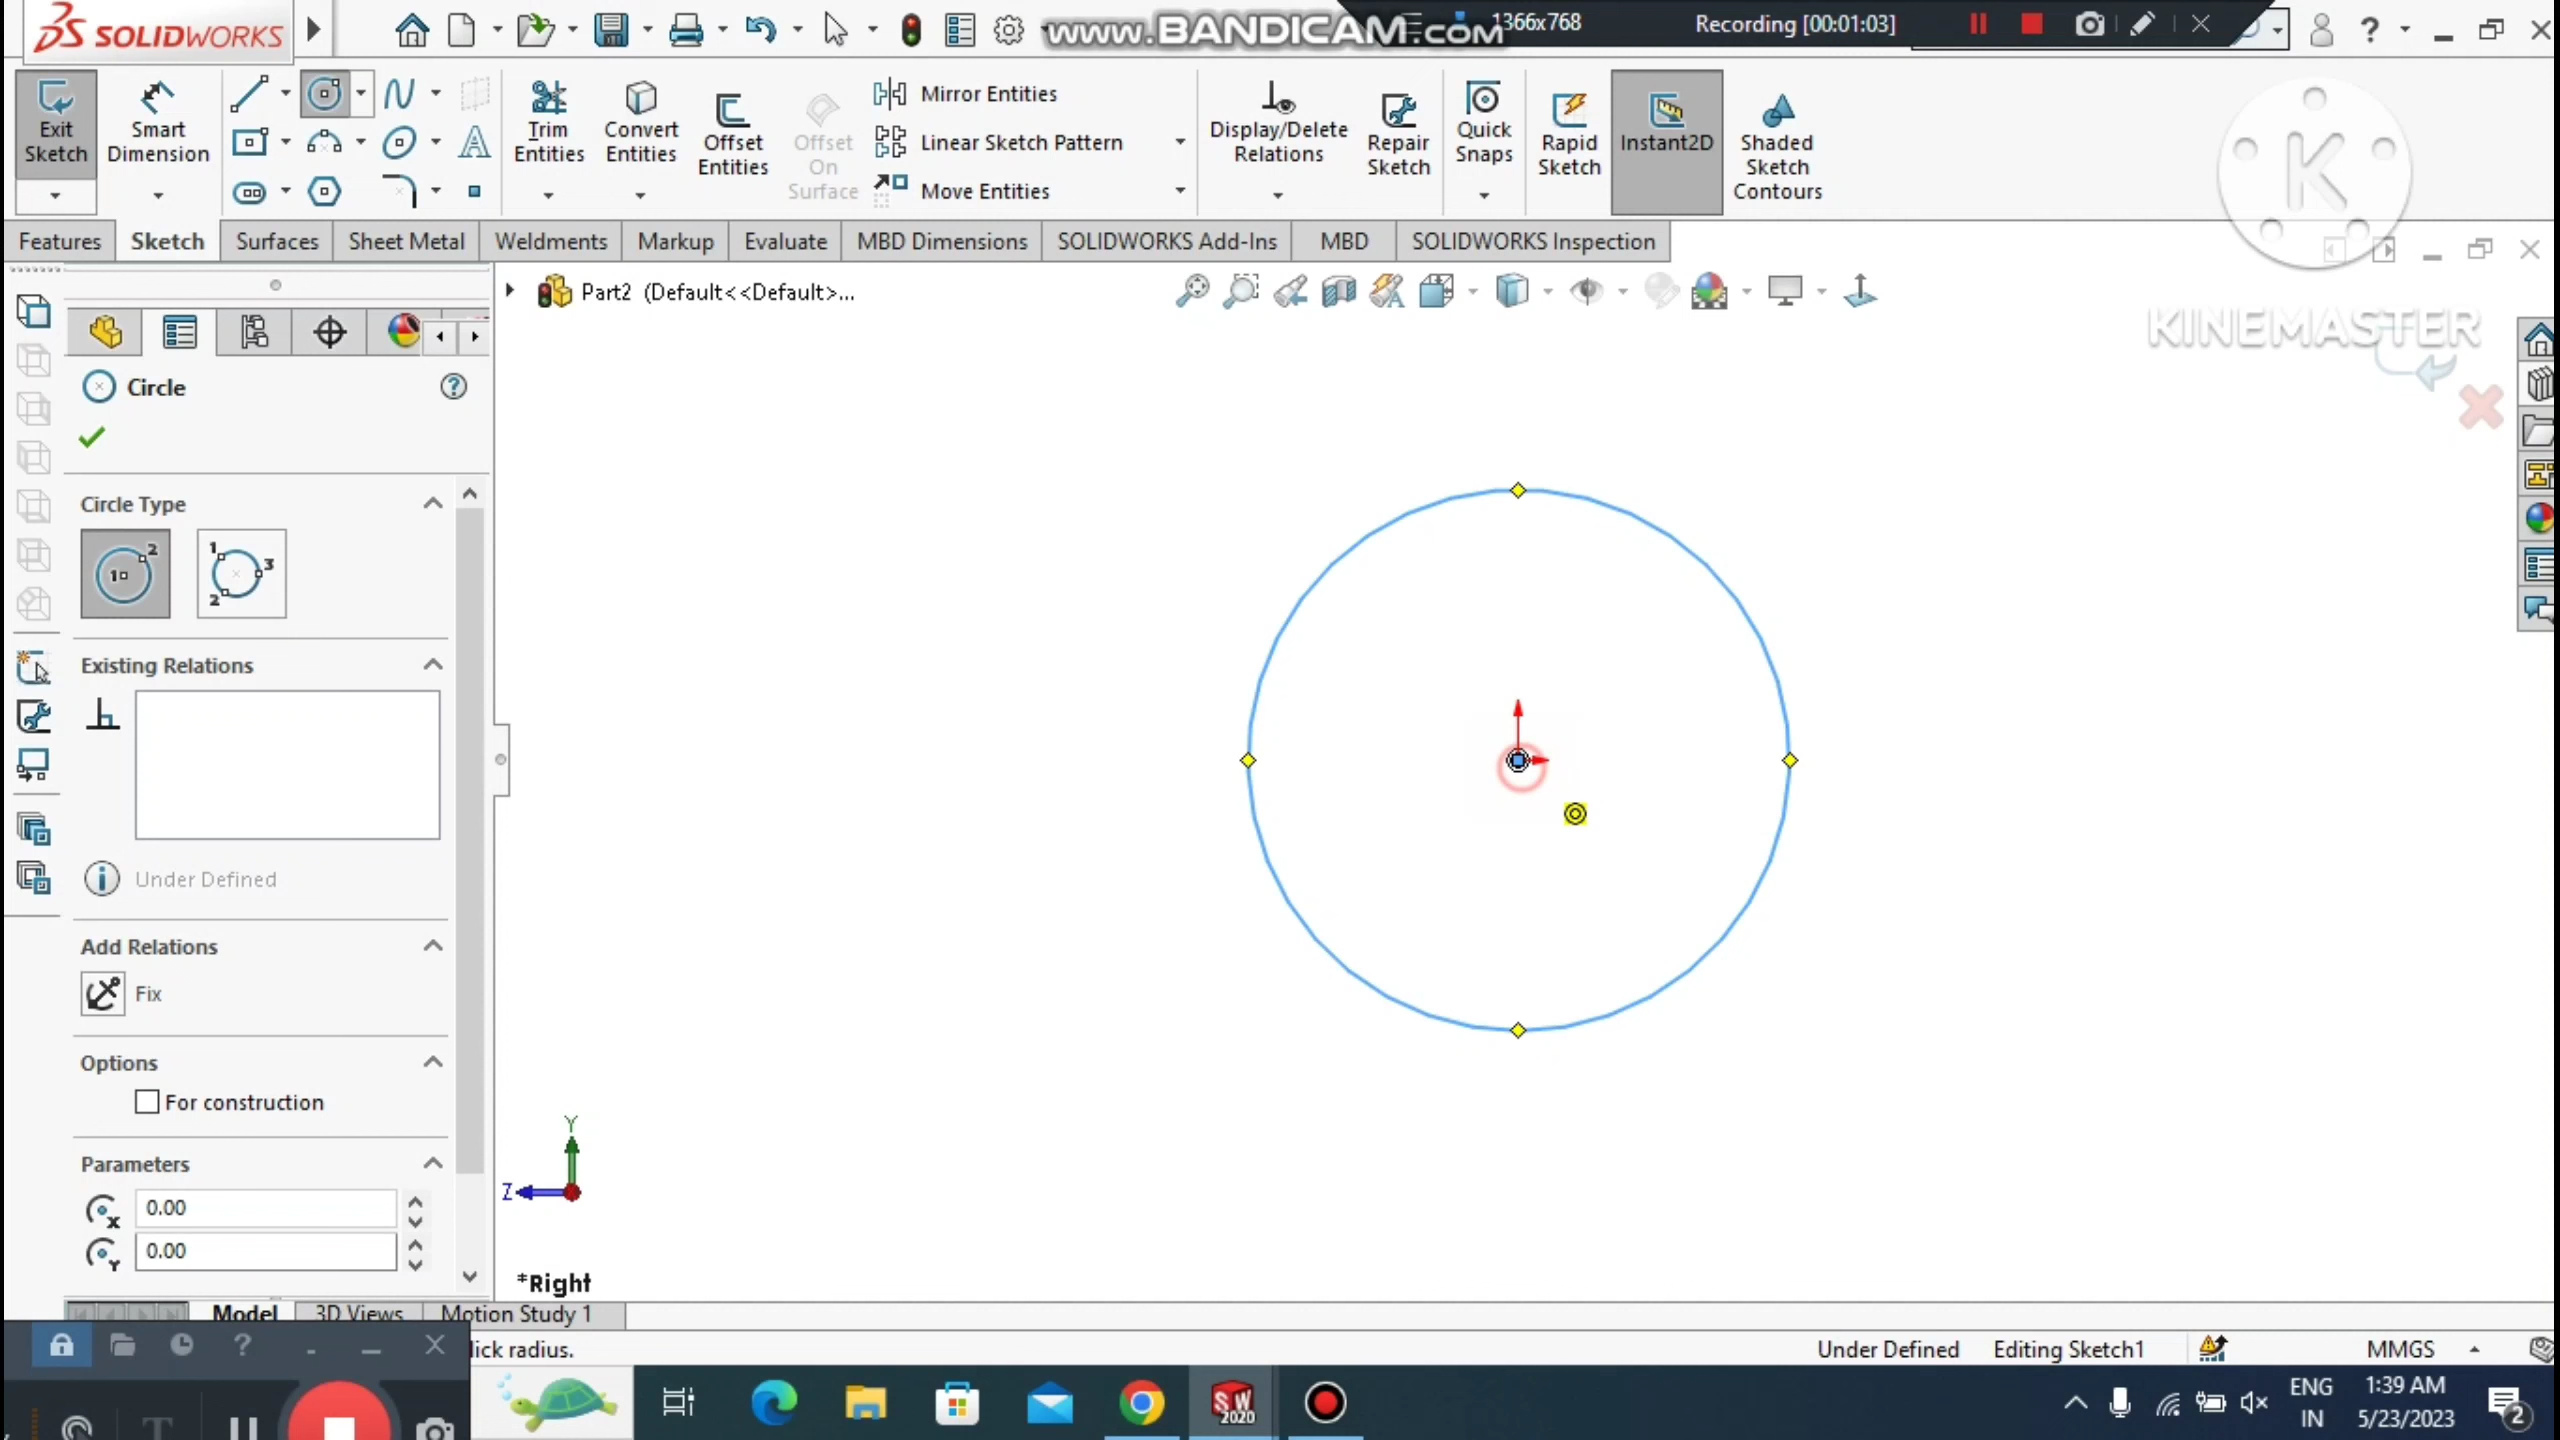 SOLIDWORKS
www.BANDICAM.com
1366x768
Recording [00:01:03]
Exit Sketch
Smart Dimension
Trim Entities
Convert Entities
Offset Entities
Offset On Surface
Mirror Entities
Linear Sketch Pattern
Move Entities
Display/Delete Relations
Repair Sketch
Quick Snaps
Rapid Sketch
Instant2D
Shaded Sketch Contours
K
KINEMASTER
Features
Sketch
Surfaces
Sheet Metal
Weldments
Markup
Evaluate
MBD Dimensions
SOLIDWORKS Add-Ins
MBD
SOLIDWORKS Inspection
Part2 (Default<<Default>...
Circle
Circle Type
Existing Relations
Under Defined
Add Relations
Fix
Options
For construction
Parameters
0.00
0.00
Y
Z
*Right
Model
3D Views
Motion Study 1
lick radius.
Under Defined
Editing Sketch1
MMGS
SW
2020
ENG
IN
1:39 AM
5/23/2023
2